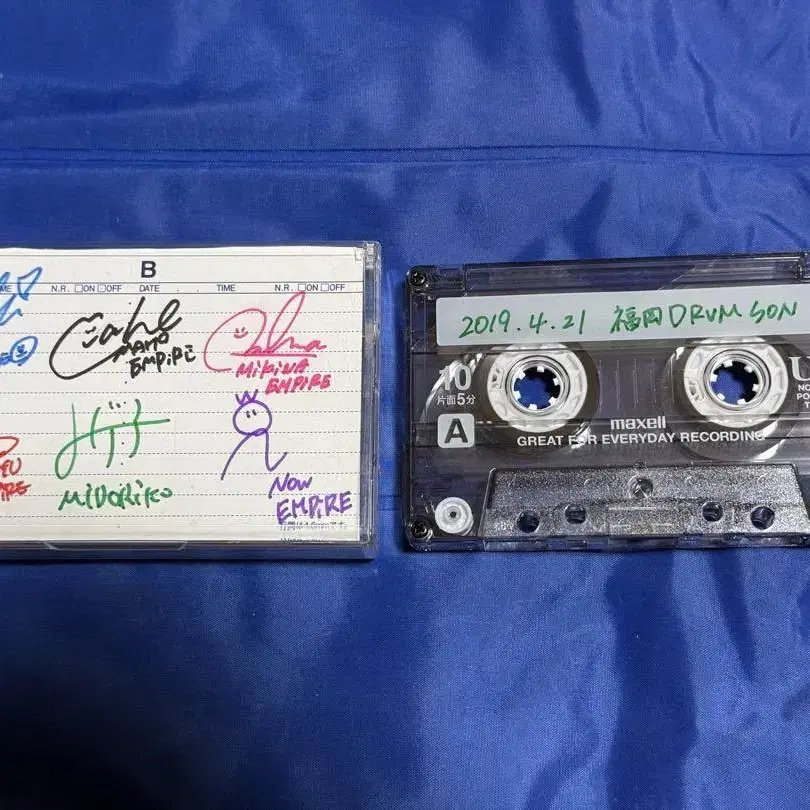 B
N.R. □ON □OFF DATE . . TIME N.R. □ON □OFF
MAHO
EMPiRE
MiKiNA
EMPiRE
MiDORiKO
NOW
EMPiRE
2019.4.21 福岡DRUM SON
10
片面5分
A
maxell
GREAT FOR EVERYDAY RECORDING